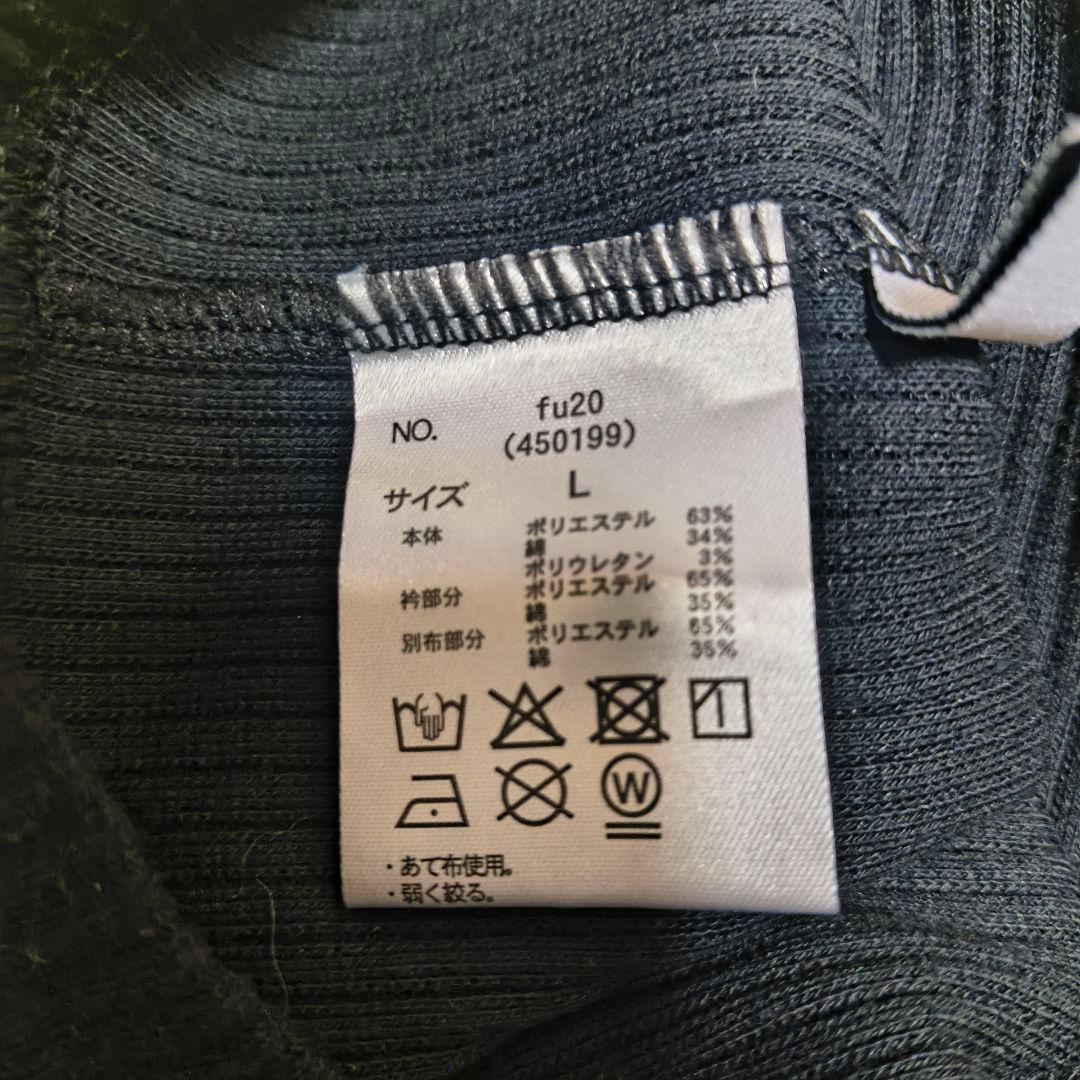 NO. fu20
(450199)
サイズ L
本体 ポリエステル 63%
綿 34%
ポリウレタン 3%
衿部分 ポリエステル 65%
綿 35%
別布部分 ポリエステル 65%
綿 35%
W
・あて布使用。
・弱く絞る。